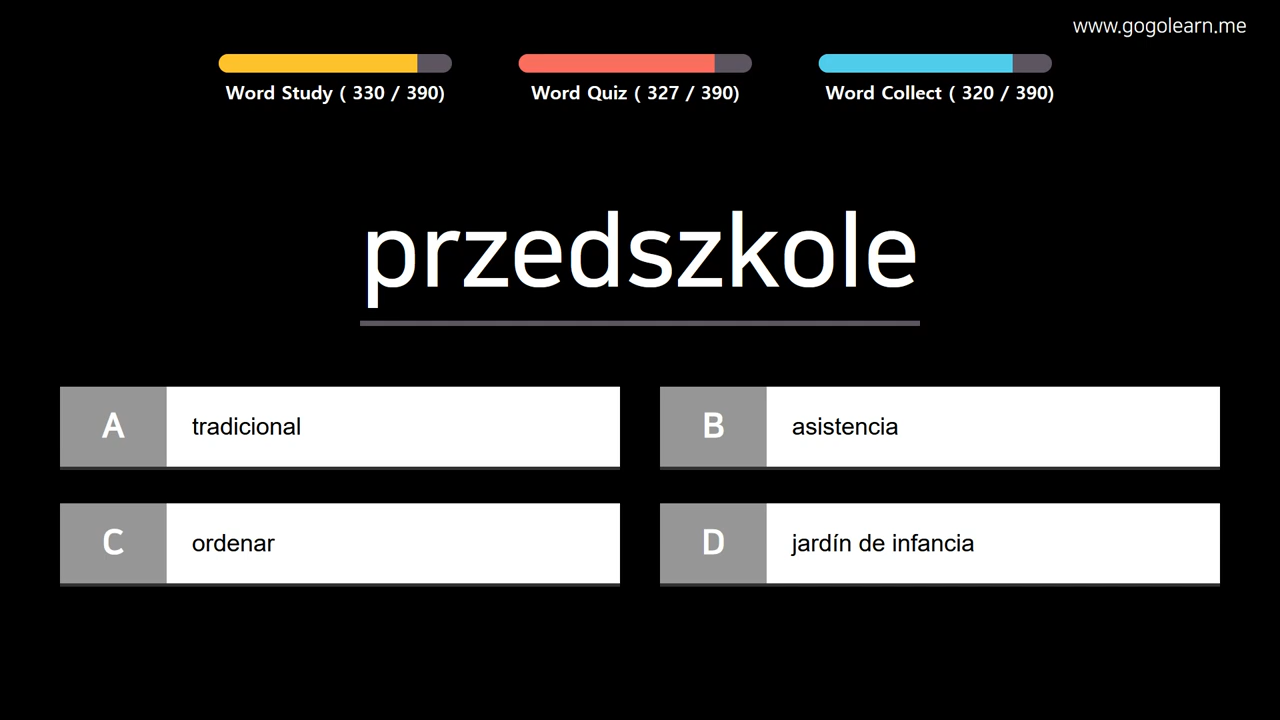 www.gogolearn.me
Word Study ( 330 / 390)
Word Quiz ( 327 / 390)
Word Collect ( 320 / 390)
przedszkole
A tradicional
B asistencia
C ordenar
D jardín de infancia